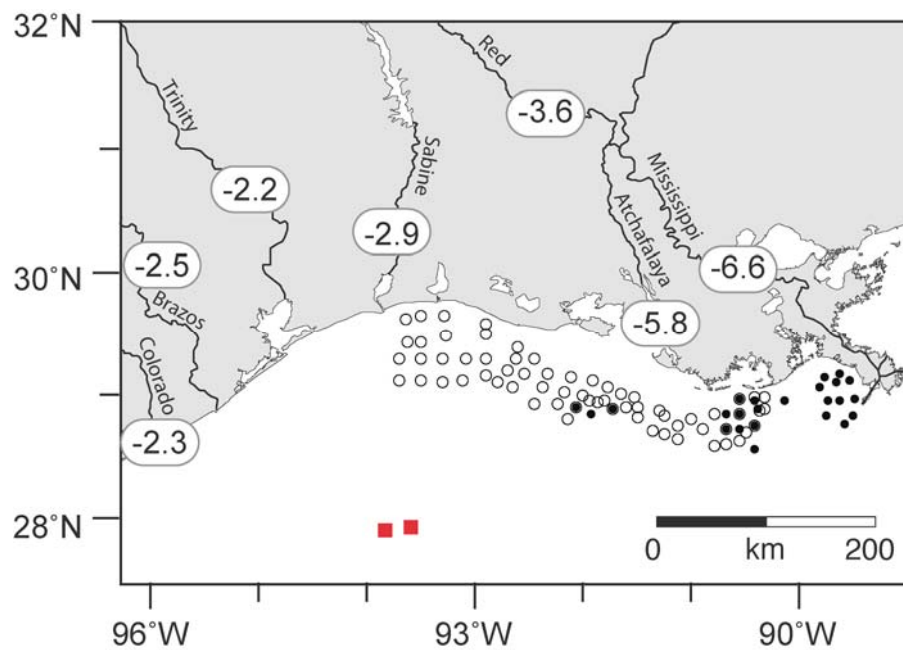 32°N
Red
Trinity
-3.6
Sabine
Mississippi
-2.2
Atchafalaya
-2.9
-2.5
-6.6
30°N
Brazos
-5.8
Colorado
-2.3
28°N
0 km 200
96°W 93°W 90°W